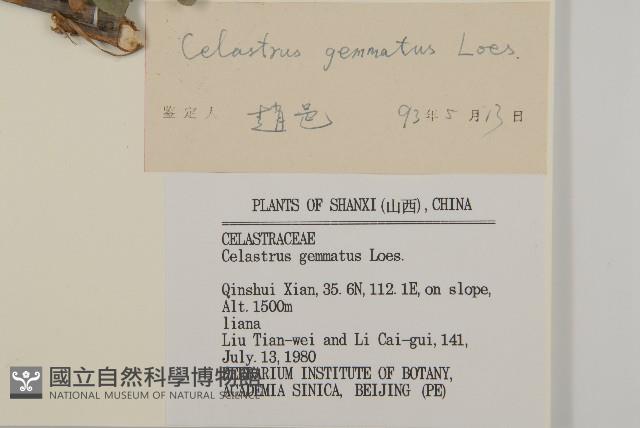 Celastrus gemmatus Loes.
鉴定人 趙邑 93年5月13日
PLANTS OF SHANXI (山西), CHINA
CELASTRACEAE
Celastrus gemmatus Loes.
Qinshui Xian, 35.6N, 112.1E, on slope,
Alt. 1500m
liana
Liu Tian-wei and Li Cai-gui, 141,
July. 13, 1980
HERBARIUM INSTITUTE OF BOTANY,
ACADEMIA SINICA, BEIJING (PE)
國立自然科學博物館
NATIONAL MUSEUM OF NATURAL SCIENCE